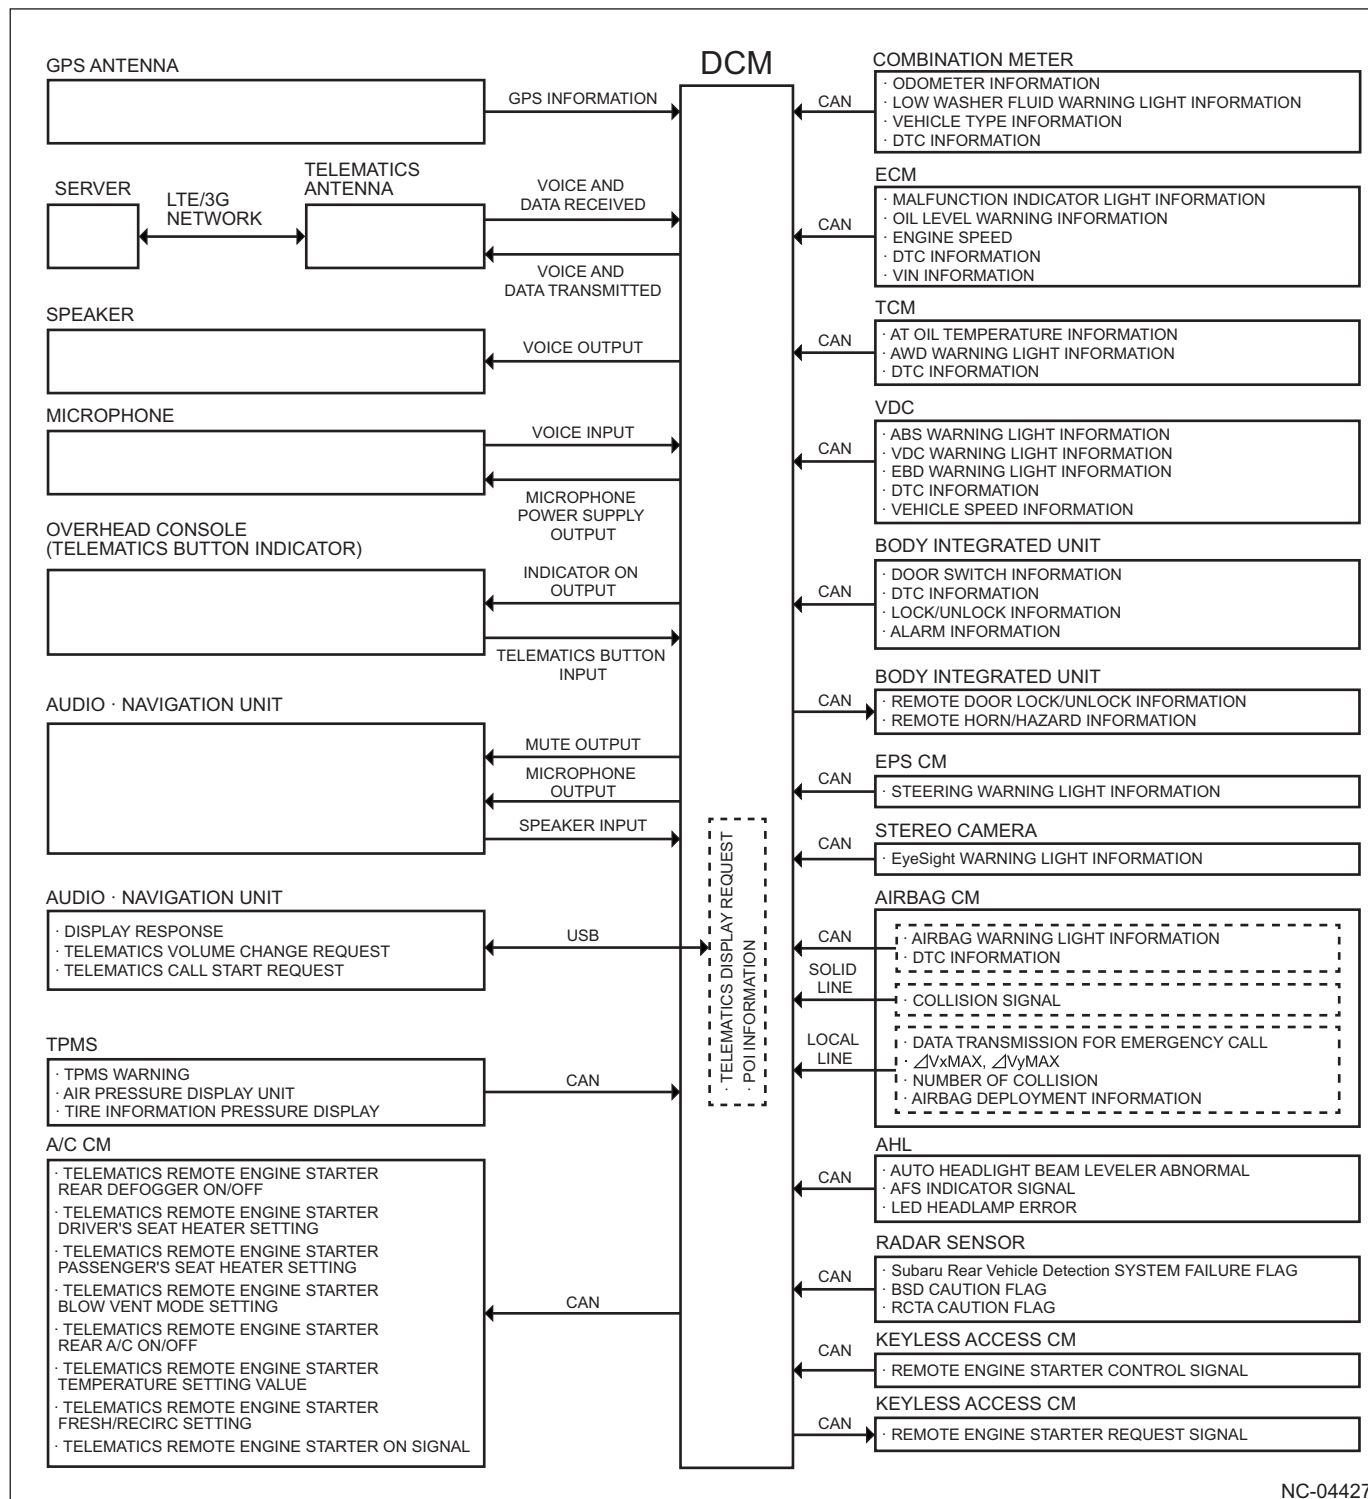 DCM
GPS ANTENNA
GPS INFORMATION
SERVER
LTE/3G
NETWORK
TELEMATICS
ANTENNA
VOICE AND
DATA RECEIVED
VOICE AND
DATA TRANSMITTED
SPEAKER
VOICE OUTPUT
MICROPHONE
VOICE INPUT
MICROPHONE
POWER SUPPLY
OUTPUT
OVERHEAD CONSOLE
(TELEMATICS BUTTON INDICATOR)
INDICATOR ON
OUTPUT
TELEMATICS BUTTON
INPUT
AUDIO · NAVIGATION UNIT
MUTE OUTPUT
MICROPHONE
OUTPUT
SPEAKER INPUT
AUDIO · NAVIGATION UNIT
· DISPLAY RESPONSE
· TELEMATICS VOLUME CHANGE REQUEST
· TELEMATICS CALL START REQUEST
USB
· TELEMATICS DISPLAY REQUEST
· POI INFORMATION
TPMS
· TPMS WARNING
· AIR PRESSURE DISPLAY UNIT
· TIRE INFORMATION PRESSURE DISPLAY
CAN
A/C CM
· TELEMATICS REMOTE ENGINE STARTER
REAR DEFOGGER ON/OFF
· TELEMATICS REMOTE ENGINE STARTER
DRIVER'S SEAT HEATER SETTING
· TELEMATICS REMOTE ENGINE STARTER
PASSENGER'S SEAT HEATER SETTING
· TELEMATICS REMOTE ENGINE STARTER
BLOW VENT MODE SETTING
· TELEMATICS REMOTE ENGINE STARTER
REAR A/C ON/OFF
· TELEMATICS REMOTE ENGINE STARTER
TEMPERATURE SETTING VALUE
· TELEMATICS REMOTE ENGINE STARTER
FRESH/RECIRC SETTING
· TELEMATICS REMOTE ENGINE STARTER ON SIGNAL
CAN
COMBINATION METER
CAN
· ODOMETER INFORMATION
· LOW WASHER FLUID WARNING LIGHT INFORMATION
· VEHICLE TYPE INFORMATION
· DTC INFORMATION
ECM
CAN
· MALFUNCTION INDICATOR LIGHT INFORMATION
· OIL LEVEL WARNING INFORMATION
· ENGINE SPEED
· DTC INFORMATION
· VIN INFORMATION
TCM
CAN
· AT OIL TEMPERATURE INFORMATION
· AWD WARNING LIGHT INFORMATION
· DTC INFORMATION
VDC
CAN
· ABS WARNING LIGHT INFORMATION
· VDC WARNING LIGHT INFORMATION
· EBD WARNING LIGHT INFORMATION
· DTC INFORMATION
· VEHICLE SPEED INFORMATION
BODY INTEGRATED UNIT
CAN
· DOOR SWITCH INFORMATION
· DTC INFORMATION
· LOCK/UNLOCK INFORMATION
· ALARM INFORMATION
BODY INTEGRATED UNIT
CAN
· REMOTE DOOR LOCK/UNLOCK INFORMATION
· REMOTE HORN/HAZARD INFORMATION
EPS CM
CAN
· STEERING WARNING LIGHT INFORMATION
STEREO CAMERA
CAN
· EyeSight WARNING LIGHT INFORMATION
AIRBAG CM
CAN
· AIRBAG WARNING LIGHT INFORMATION
· DTC INFORMATION
SOLID
LINE
· COLLISION SIGNAL
LOCAL
LINE
· DATA TRANSMISSION FOR EMERGENCY CALL
· ⊿VxMAX, ⊿VyMAX
· NUMBER OF COLLISION
· AIRBAG DEPLOYMENT INFORMATION
AHL
CAN
· AUTO HEADLIGHT BEAM LEVELER ABNORMAL
· AFS INDICATOR SIGNAL
· LED HEADLAMP ERROR
RADAR SENSOR
CAN
· Subaru Rear Vehicle Detection SYSTEM FAILURE FLAG
· BSD CAUTION FLAG
· RCTA CAUTION FLAG
KEYLESS ACCESS CM
CAN
· REMOTE ENGINE STARTER CONTROL SIGNAL
KEYLESS ACCESS CM
CAN
· REMOTE ENGINE STARTER REQUEST SIGNAL
NC-04427